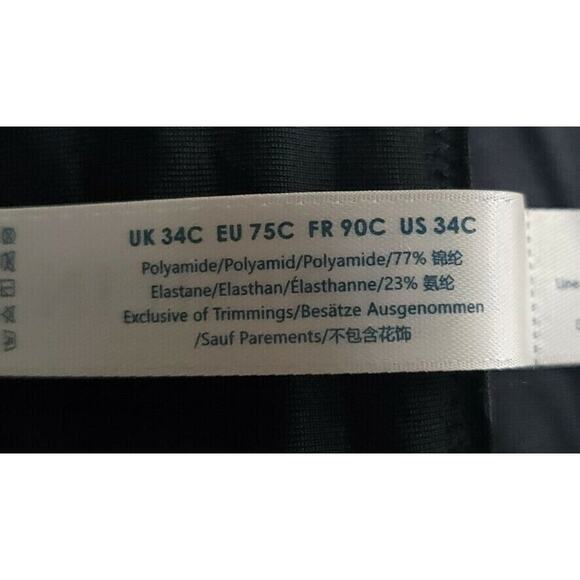 UK 34C EU 75C FR 90C US 34C
Polyamide/Polyamid/Polyamide/77% 锦纶
Elastane/Elasthan/Élasthanne/23% 氨纶
Exclusive of Trimmings/Besätze Ausgenommen
/Sauf Parements/不包含花饰
Line